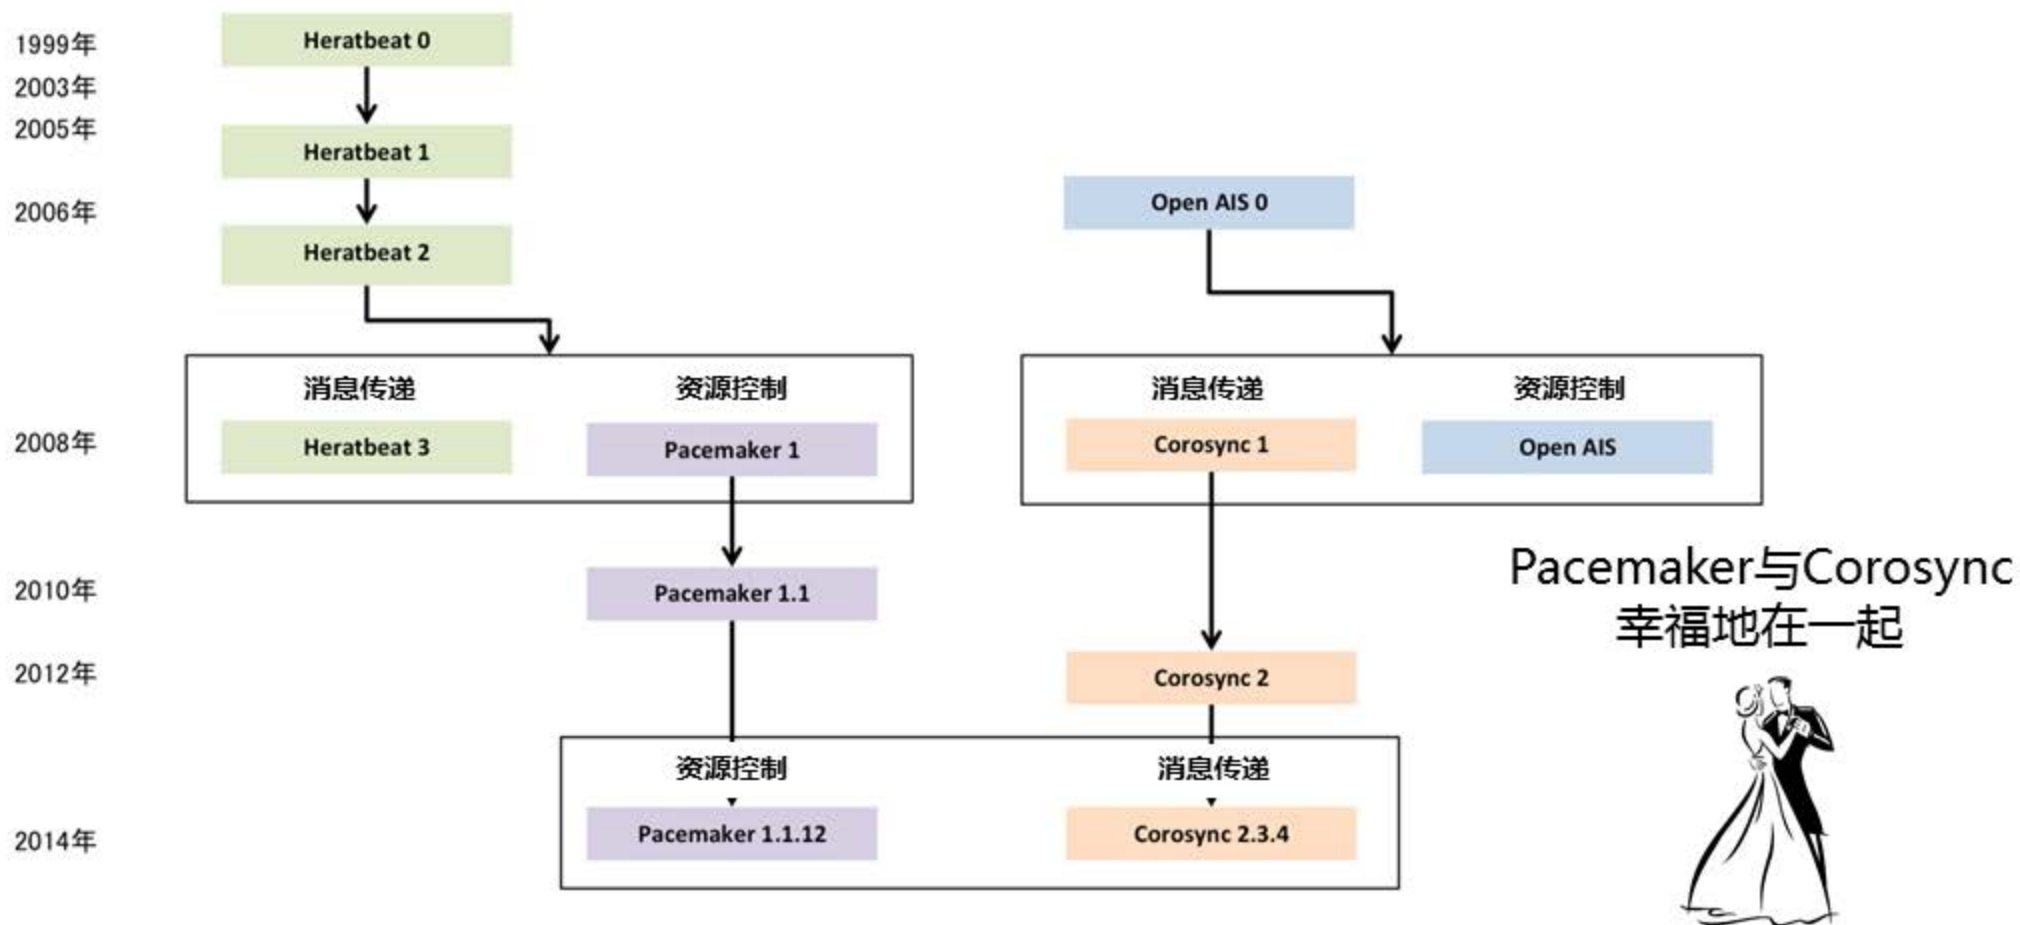 1999年
Heratbeat 0
2003年
2005年
Heratbeat 1
2006年
Open AIS 0
Heratbeat 2
消息传递
资源控制
消息传递
资源控制
2008年
Heratbeat 3
Pacemaker 1
Corosync 1
Open AIS
Pacemaker与Corosync
幸福地在一起
2010年
Pacemaker 1.1
2012年
Corosync 2
资源控制
消息传递
2014年
Pacemaker 1.1.12
Corosync 2.3.4